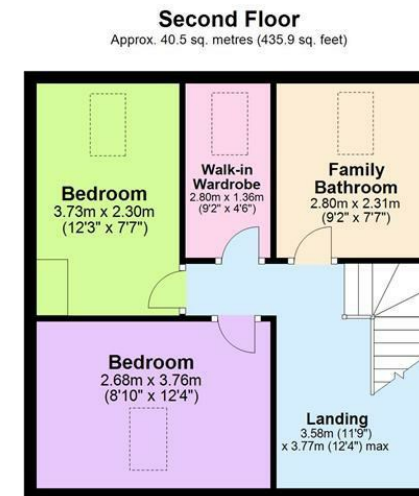 Second Floor
Approx. 40.5 sq. metres (435.9 sq. feet)
Bedroom
3.73m x 2.30m
(12'3" x 7'7")
Walk-in
Wardrobe
2.80m x 1.36m
(9'2" x 4'6")
Family
Bathroom
2.80m x 2.31m
(9'2" x 7'7")
Bedroom
2.68m x 3.76m
(8'10" x 12'4")
Landing
3.58m (11'9")
x 3.77m (12'4") max